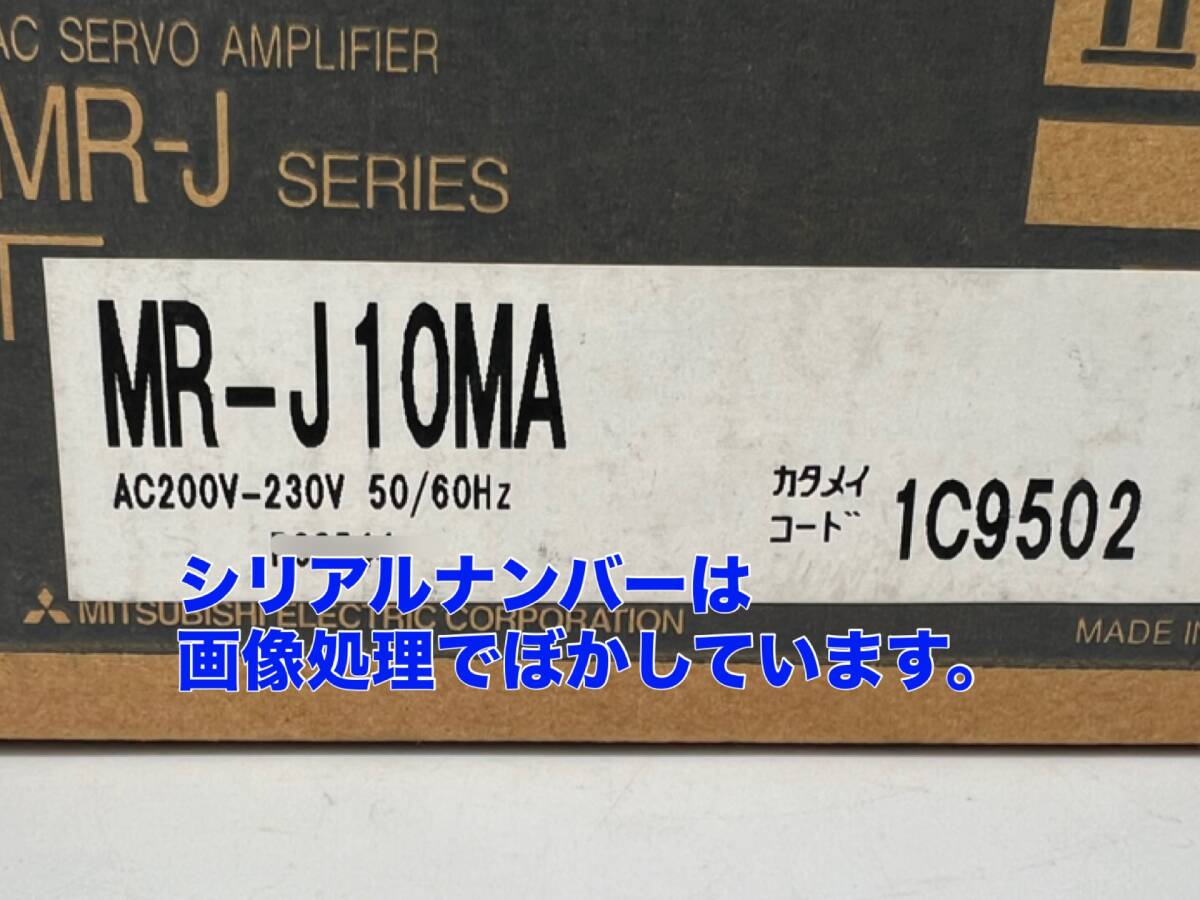 AC SERVO AMPLIFIER
MR-J SERIES
MR-J10MA
AC200V-230V 50/60Hz
カタメイ
コード 1C9502
シリアルナンバーは
MITSUBISHI ELECTRIC CORPORATION
画像処理でぼかしています。
MADE IN